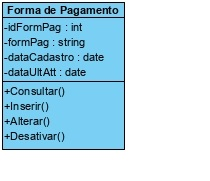 Forma de Pagamento
-idFormPag : int
-formPag : string
-dataCadastro : date
-dataUltAtt : date
+Consultar()
+Inserir()
+Alterar()
+Desativar()